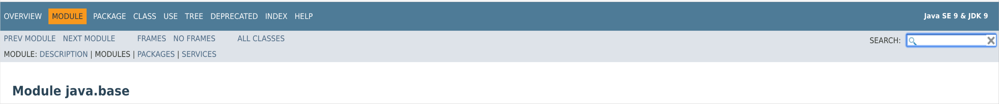 OVERVIEW MODULE PACKAGE CLASS USE TREE DEPRECATED INDEX HELP Java SE 9 & JDK 9
PREV MODULE NEXT MODULE FRAMES NO FRAMES ALL CLASSES SEARCH:
MODULE: DESCRIPTION | MODULES | PACKAGES | SERVICES
Module java.base